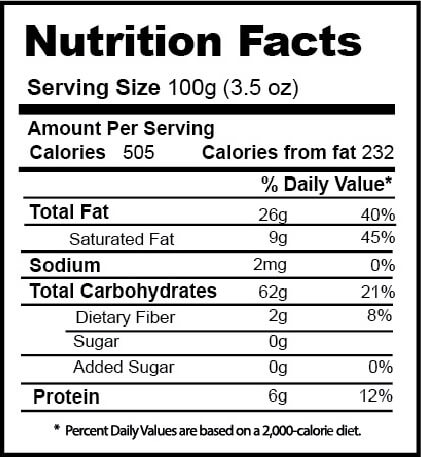 Nutrition Facts
Serving Size 100g (3.5 oz)
Amount Per Serving
Calories 505 Calories from fat 232
% Daily Value*
Total Fat 26g 40%
Saturated Fat 9g 45%
Sodium 2mg 0%
Total Carbohydrates 62g 21%
Dietary Fiber 2g 8%
Sugar 0g
Added Sugar 0g 0%
Protein 6g 12%
* Percent Daily Values are based on a 2,000-calorie diet.